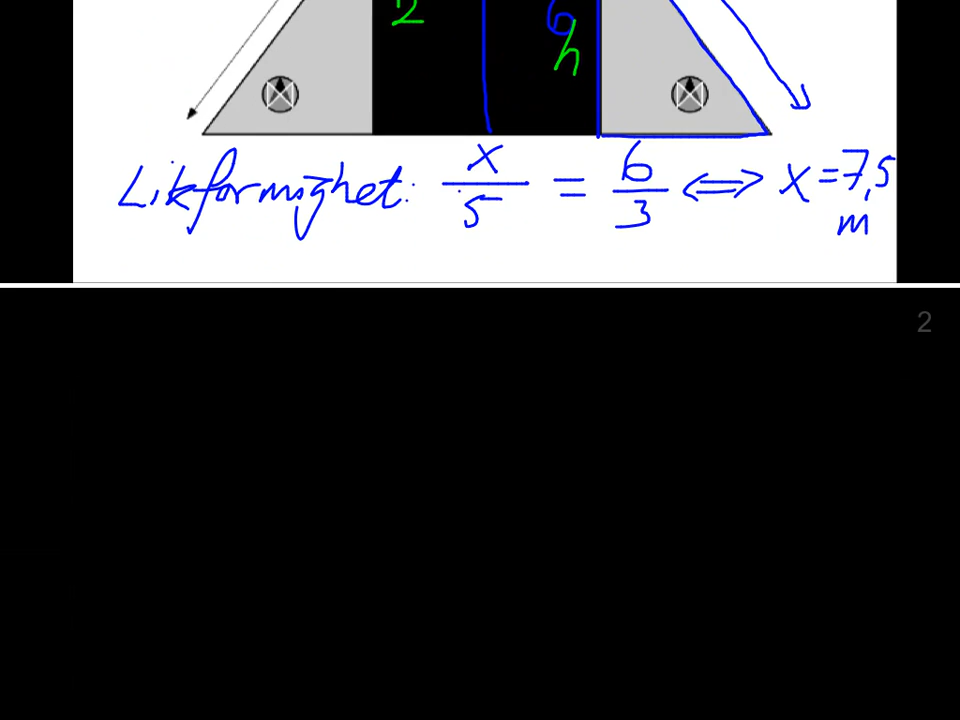 2
6
h
Likformighet: x/5 = 6/3 ⟺ x = 7,5
m
2